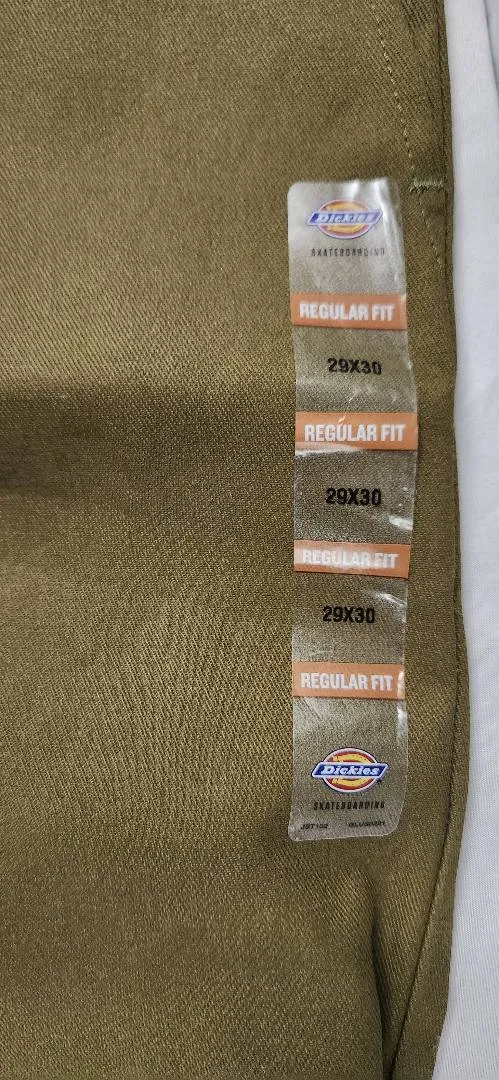 Dickies
SKATEBOARDING
REGULAR FIT
29X30
REGULAR FIT
29X30
REGULAR FIT
29X30
REGULAR FIT
Dickies
SKATEBOARDING